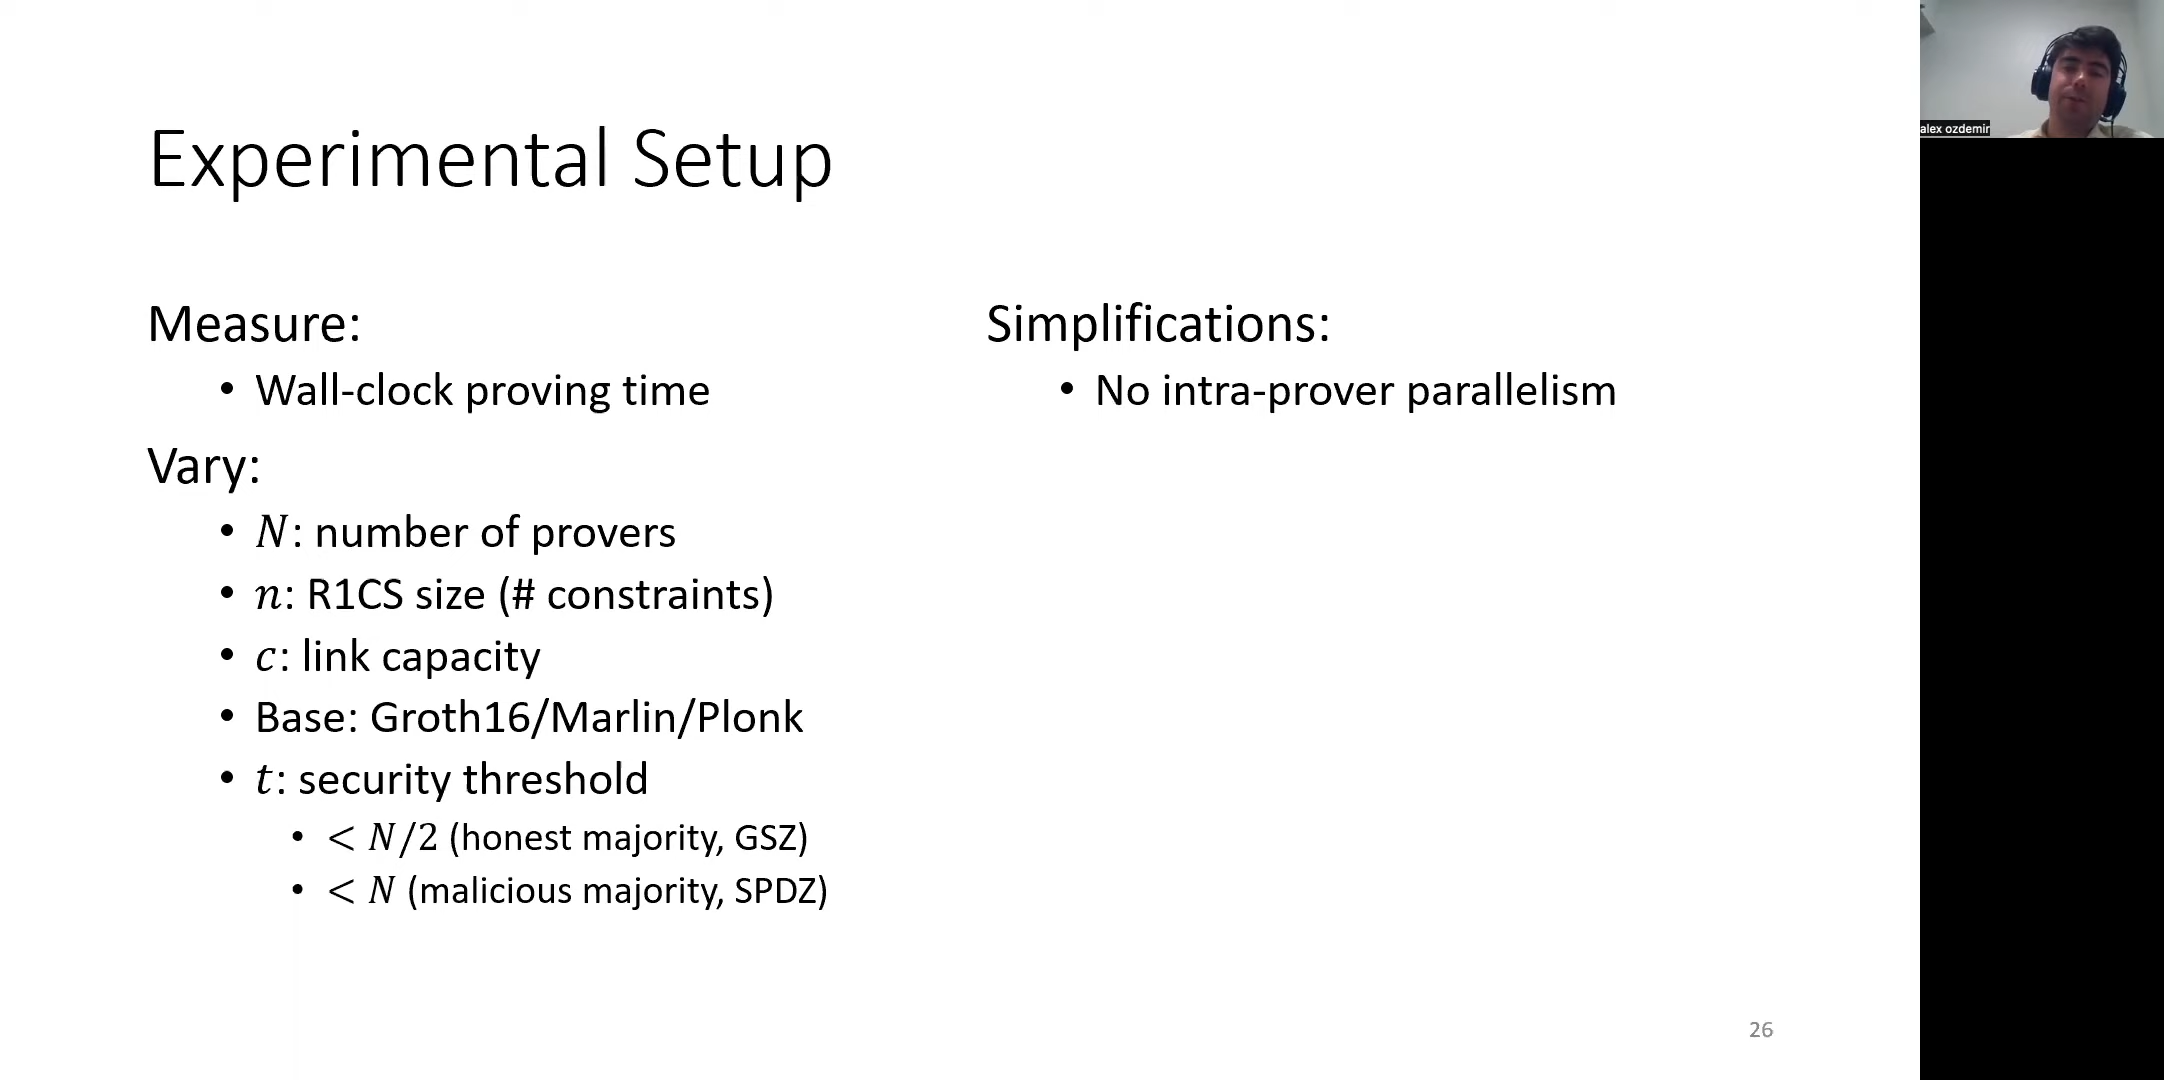 Experimental Setup
Measure:
• Wall-clock proving time
Vary:
• N: number of provers
• n: R1CS size (# constraints)
• c: link capacity
• Base: Groth16/Marlin/Plonk
• t: security threshold
• < N/2 (honest majority, GSZ)
• < N (malicious majority, SPDZ)
Simplifications:
• No intra-prover parallelism
26
alex ozdemir